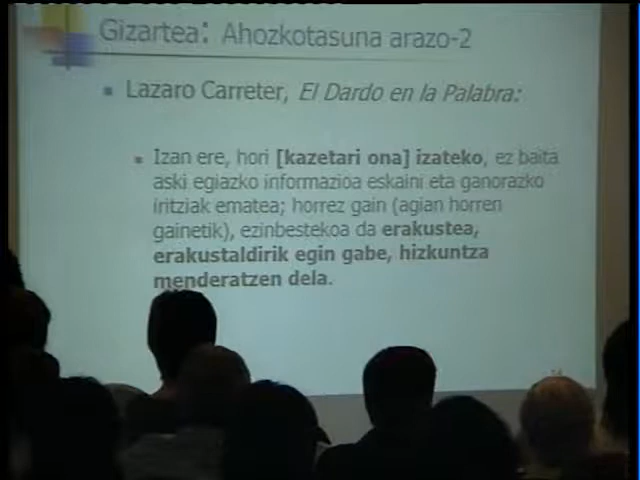 Gizartea: Ahozkotasuna arazo-2
Lazaro Carreter, El Dardo en la Palabra:
Izan ere, hori [kazetari ona] izateko, ez baita
aski egiazko informazioa eskaini eta ganorazko
iritziak ematea; horrez gain (agian horren
gainetik), ezinbestekoa da erakustea,
erakustaldirik egin gabe, hizkuntza
menderatzen dela.